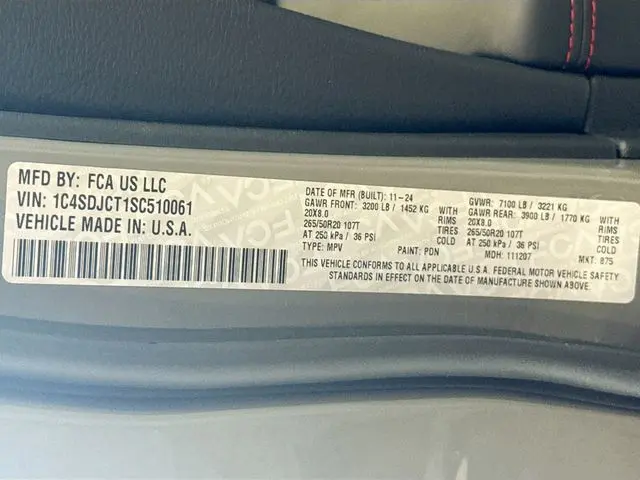 MFD BY: FCA US LLC
VIN: 1C4SDJCT1SC510061
VEHICLE MADE IN: U.S.A.
DATE OF MFR (BUILT): 11-24
GAWR FRONT: 3200 LB / 1452 KG WITH
20X8.0 RIMS
265/50R20 107T TIRES
AT 250 kPa / 36 PSI COLD
TYPE: MPV PAINT: PDN
GVWR: 7100 LB / 3221 KG
GAWR REAR: 3900 LB / 1770 KG WITH
20X8.0 RIMS
265/50R20 107T TIRES
AT 250 kPa / 36 PSI COLD
MDH: 111207 MKT: 875
THIS VEHICLE CONFORMS TO ALL APPLICABLE U.S.A. FEDERAL MOTOR VEHICLE SAFETY
STANDARDS IN EFFECT ON THE DATE OF MANUFACTURE SHOWN ABOVE.